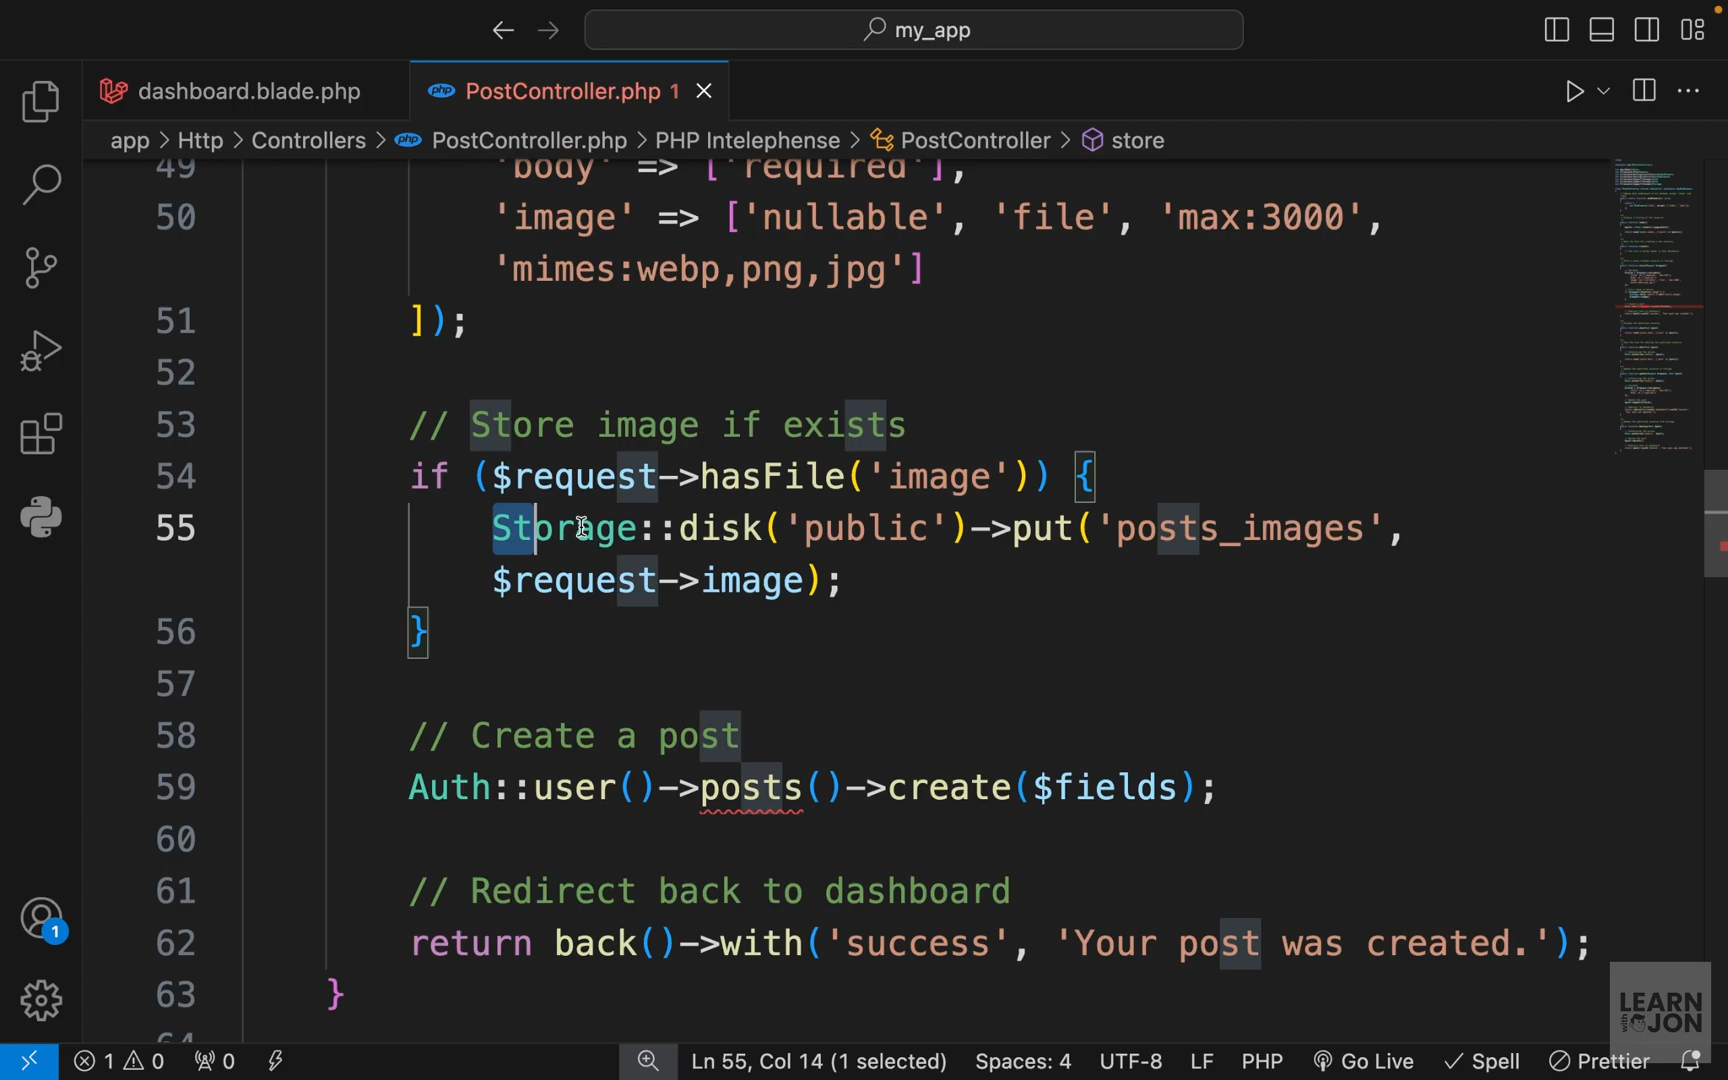 my_app
dashboard.blade.php
PostController.php 1
app > Http > Controllers > PostController.php > PHP Intelephense > PostController > store
49 'body' => ['required'],
50 'image' => ['nullable', 'file', 'max:3000',
'mimes:webp,png,jpg']
51 ]);
52
53 // Store image if exists
54 if ($request->hasFile('image')) {
55 Storage::disk('public')->put('posts_images',
$request->image);
56 }
57
58 // Create a post
59 Auth::user()->posts()->create($fields);
60
61 // Redirect back to dashboard
62 return back()->with('success', 'Your post was created.');
63 }
64
1
LEARN
with JON
1 0 0 Ln 55, Col 14 (1 selected) Spaces: 4 UTF-8 LF PHP Go Live Spell Prettier